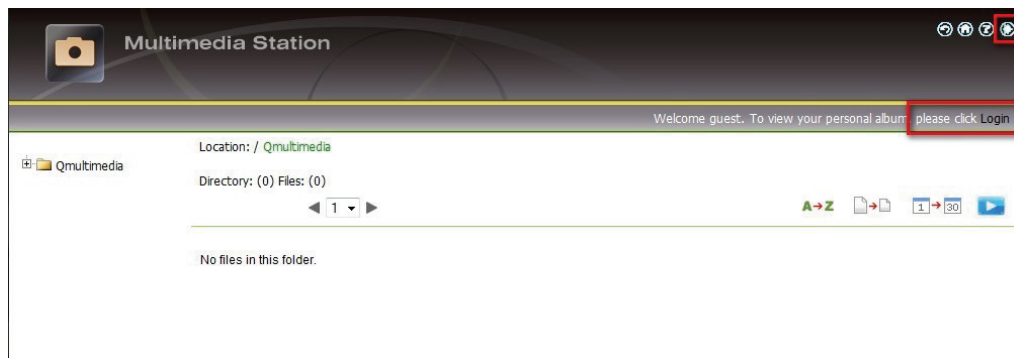 Multimedia Station
Welcome guest. To view your personal album, please click Login
Location: / Qmultimedia
Qmultimedia
Directory: (0) Files: (0)
1
A→Z
1→30
No files in this folder.